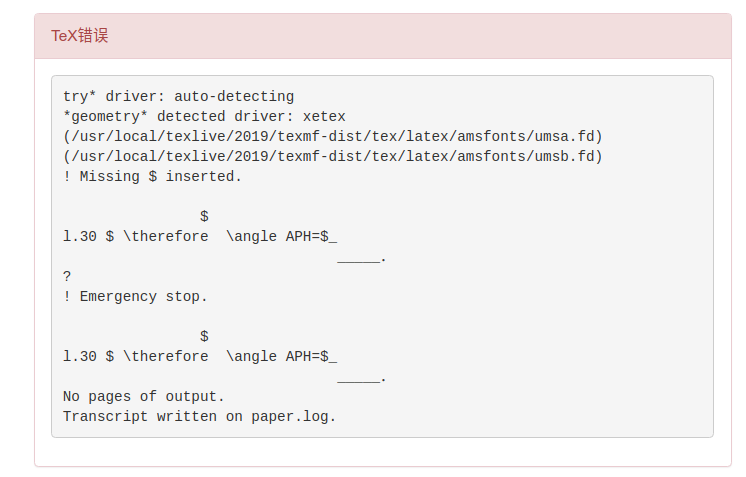 TeX错误
try* driver: auto-detecting
*geometry* detected driver: xetex
(/usr/local/texlive/2019/texmf-dist/tex/latex/amsfonts/umsa.fd)
(/usr/local/texlive/2019/texmf-dist/tex/latex/amsfonts/umsb.fd)
! Missing $ inserted.
$
l.30 $ \therefore  \angle APH=$_
_____.
?
! Emergency stop.
$
l.30 $ \therefore  \angle APH=$_
_____.
No pages of output.
Transcript written on paper.log.